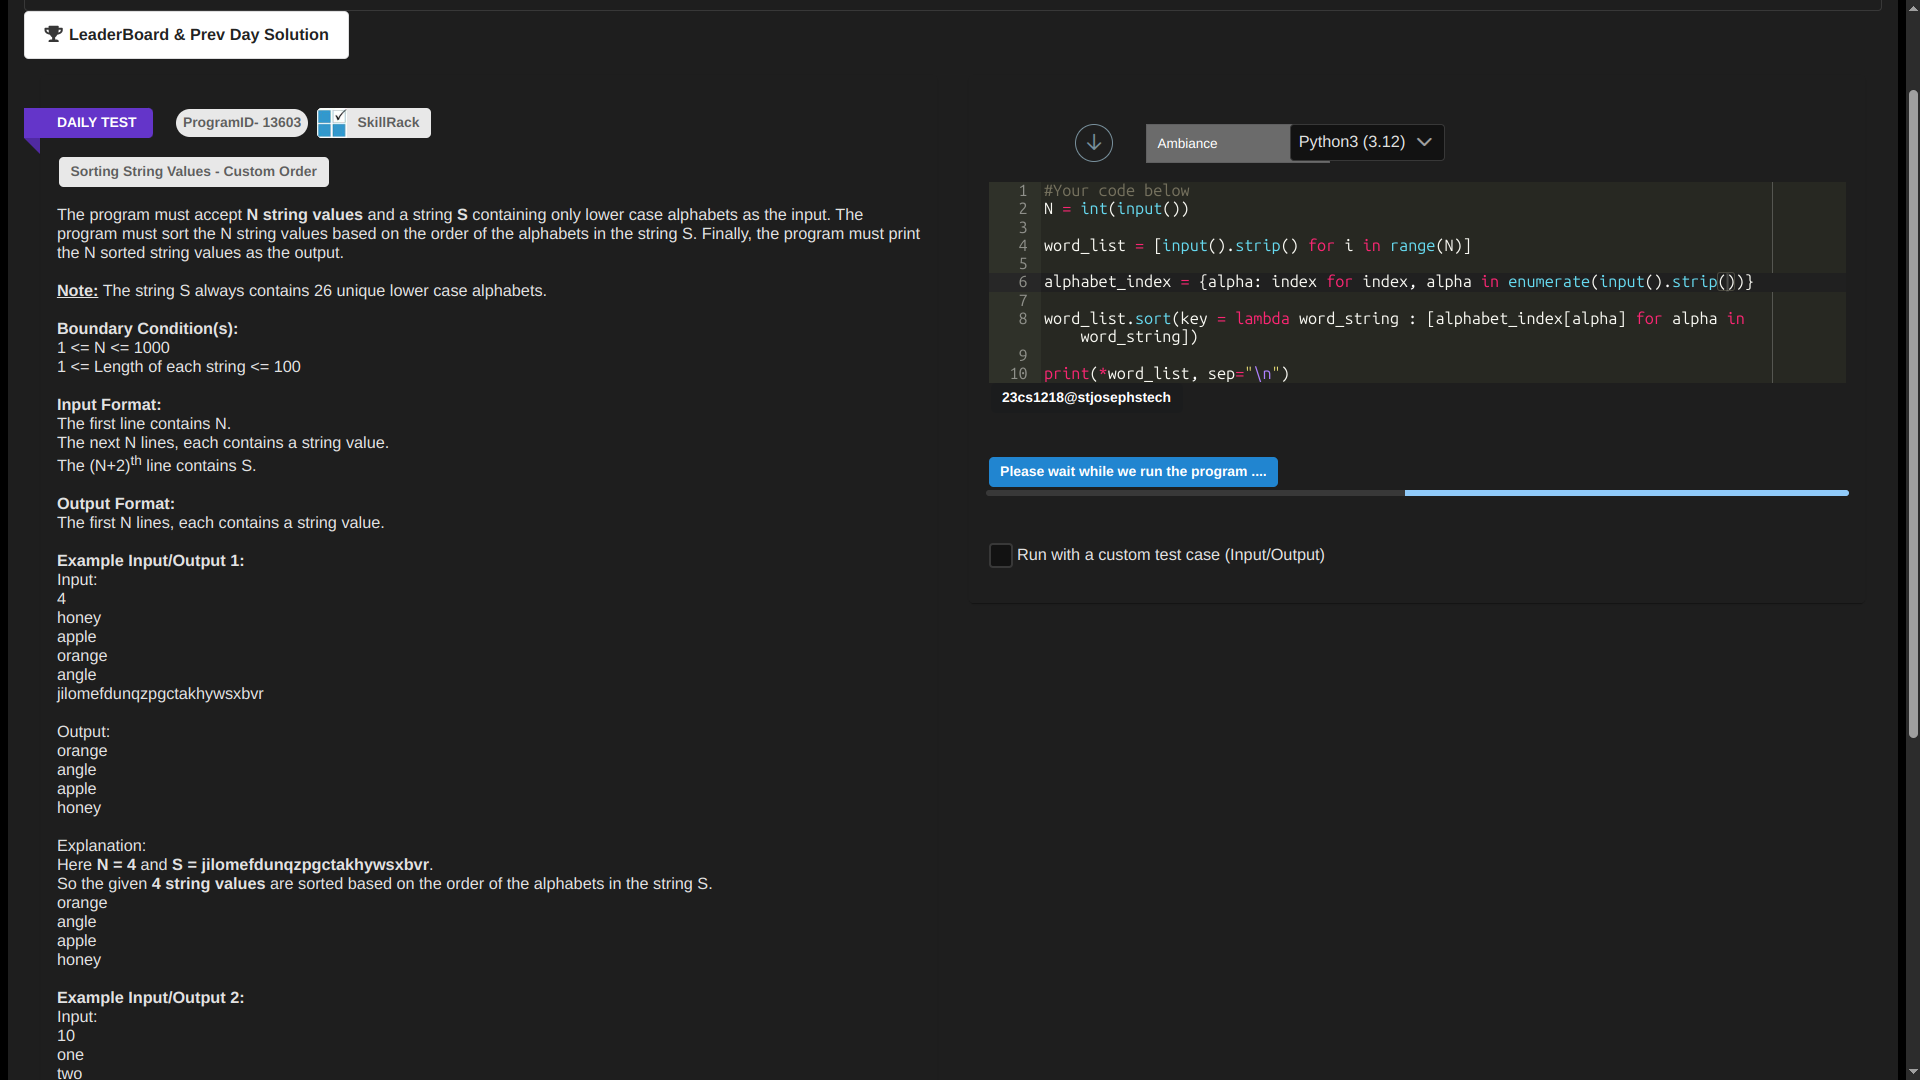 LeaderBoard & Prev Day Solution
DAILY TEST
ProgramID- 13603
SkillRack
Sorting String Values - Custom Order
The program must accept N string values and a string S containing only lower case alphabets as the input. The
program must sort the N string values based on the order of the alphabets in the string S. Finally, the program must print
the N sorted string values as the output.
Note: The string S always contains 26 unique lower case alphabets.
Boundary Condition(s):
1 <= N <= 1000
1 <= Length of each string <= 100
Input Format:
The first line contains N.
The next N lines, each contains a string value.
The (N+2)th line contains S.
Output Format:
The first N lines, each contains a string value.
Example Input/Output 1:
Input:
4
honey
apple
orange
angle
jilomefdunqzpgctakhywsxbvr
Output:
orange
angle
apple
honey
Explanation:
Here N = 4 and S = jilomefdunqzpgctakhywsxbvr.
So the given 4 string values are sorted based on the order of the alphabets in the string S.
orange
angle
apple
honey
Example Input/Output 2:
Input:
10
one
two
Ambiance
Python3 (3.12)
1 #Your code below
2 N = int(input())
3
4 word_list = [input().strip() for i in range(N)]
5
6 alphabet_index = {alpha: index for index, alpha in enumerate(input().strip())}
7
8 word_list.sort(key = lambda word_string : [alphabet_index[alpha] for alpha in
word_string])
9
10 print(*word_list, sep="\n")
23cs1218@stjosephstech
Please wait while we run the program ....
Run with a custom test case (Input/Output)